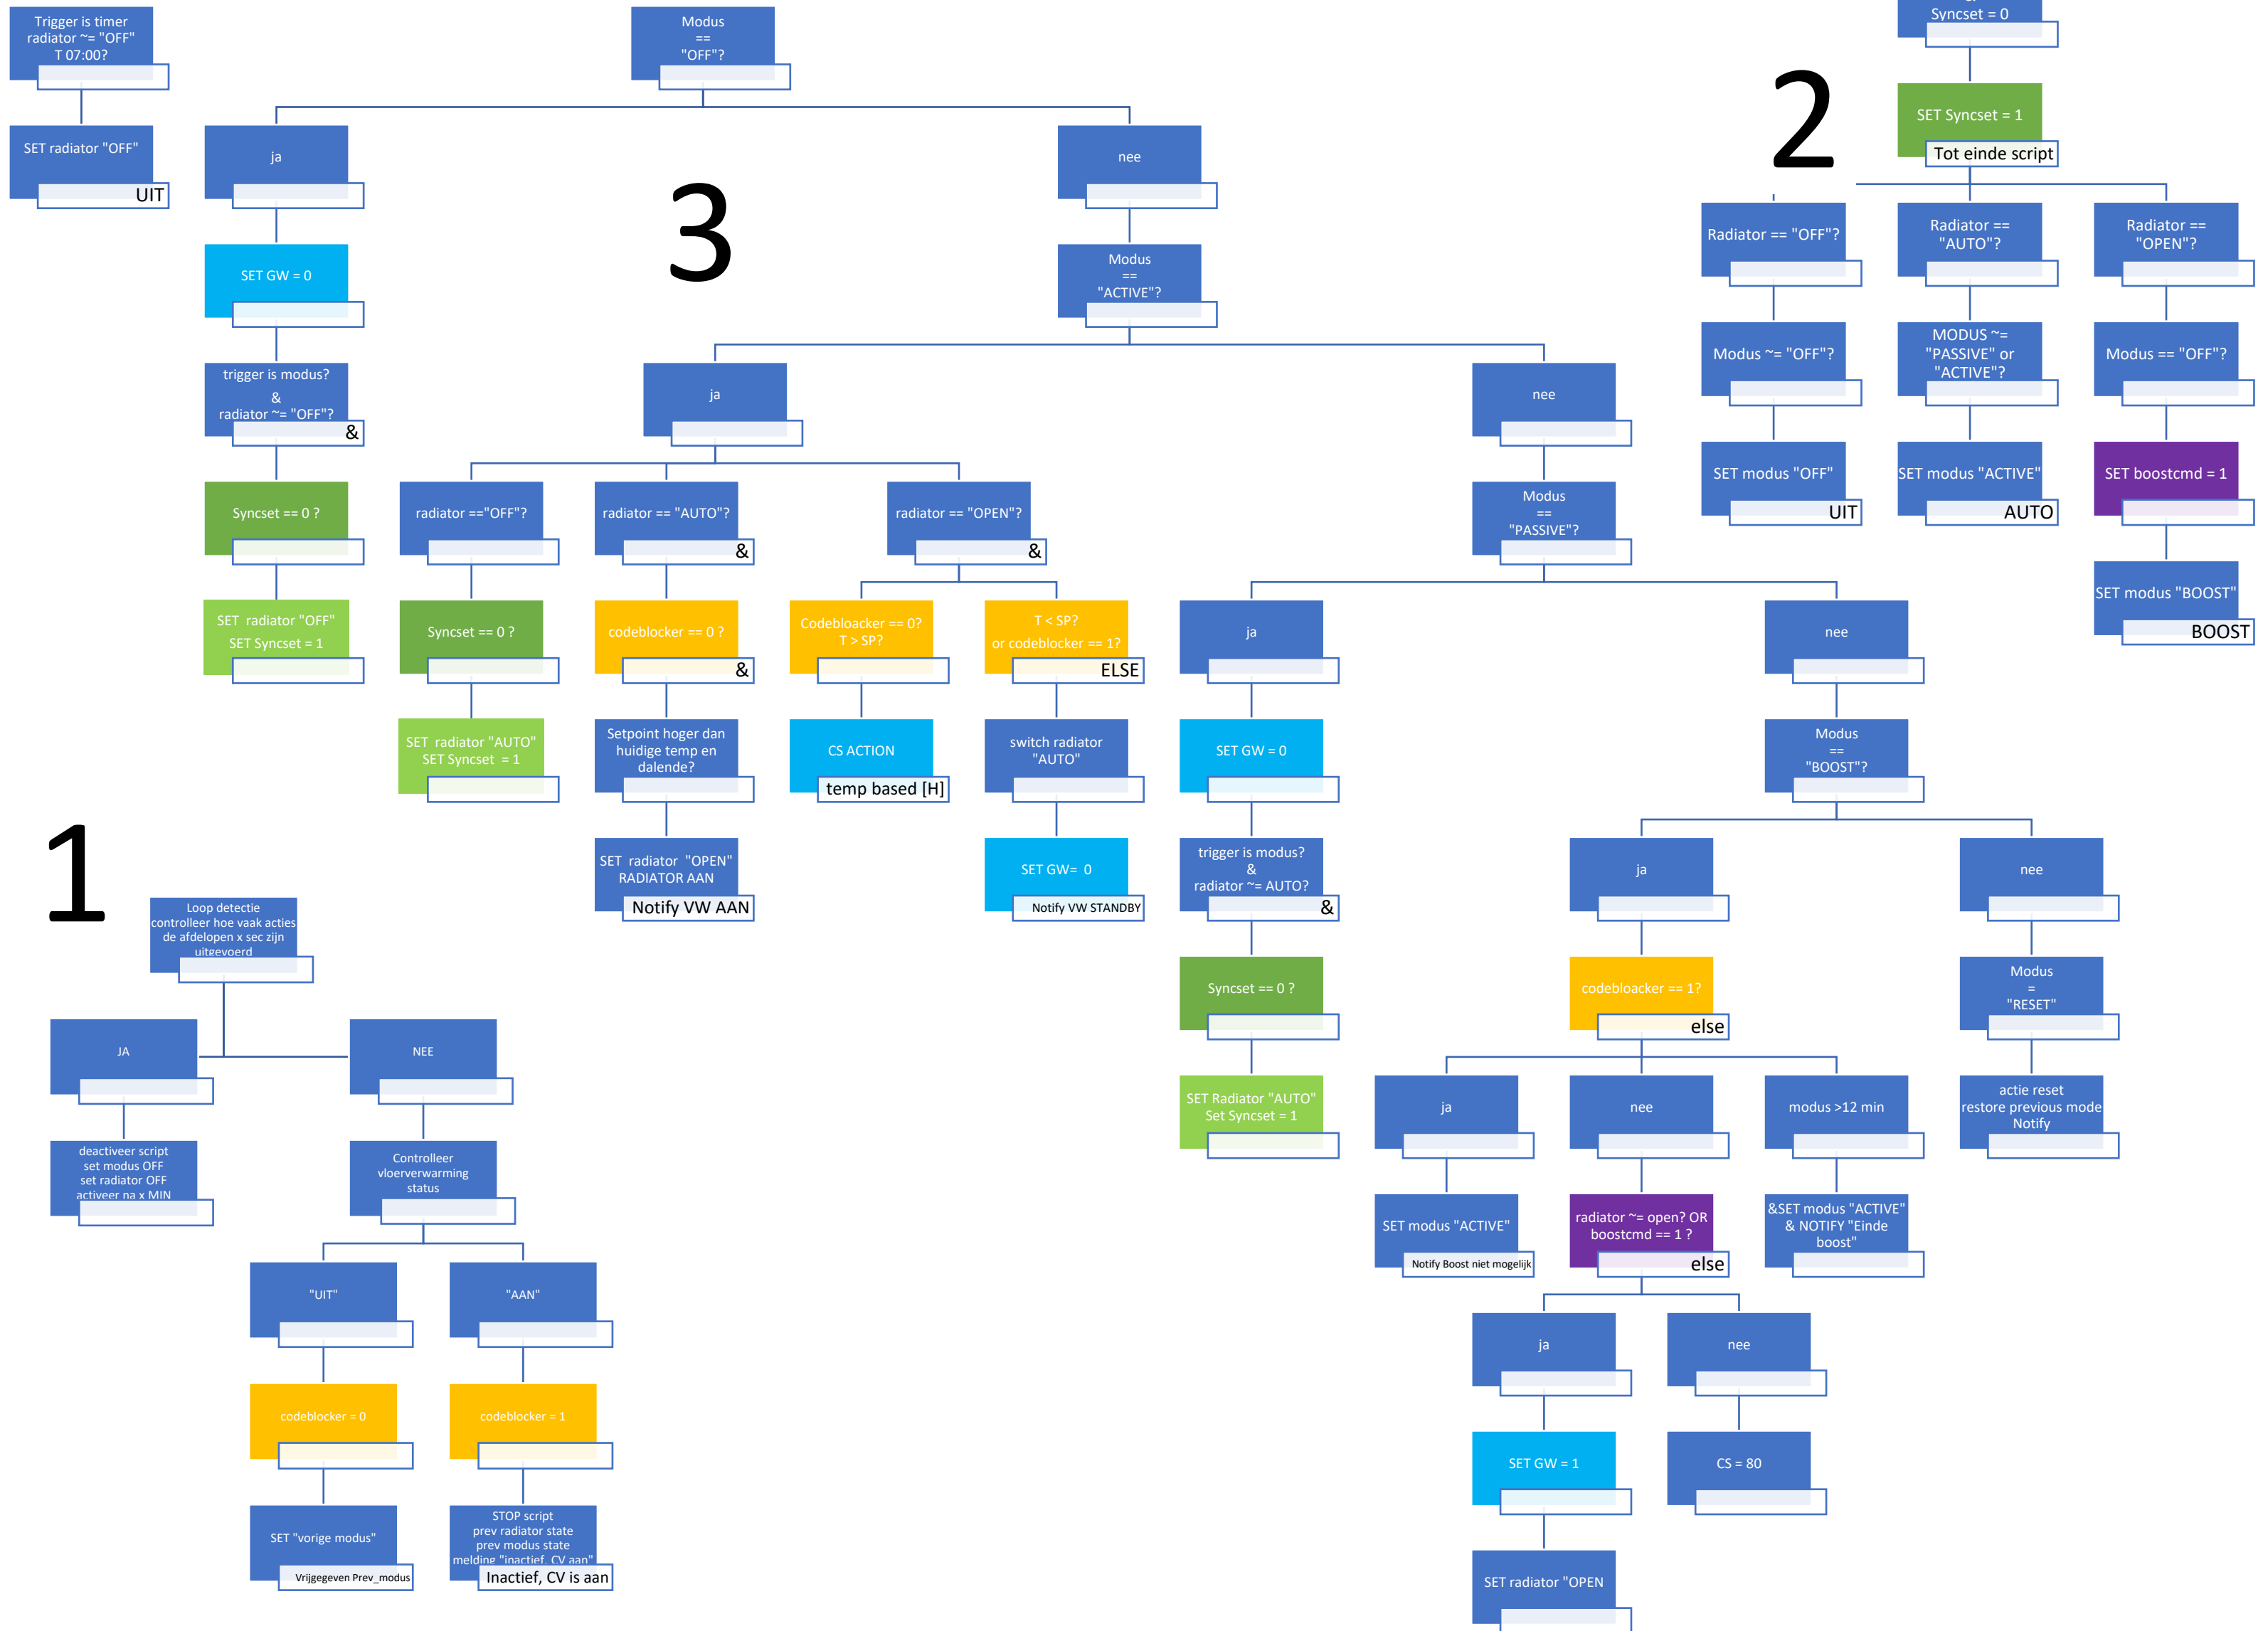 Trigger is timer
radiator ~= "OFF"
T 07:00?
SET radiator "OFF"
UIT
Modus
==
"OFF"?
ja
SET GW = 0
trigger is modus?
&
radiator ~= "OFF"?
&
Syncset == 0 ?
SET radiator "OFF"
SET Syncset = 1
nee
3
Modus
==
"ACTIVE"?
ja
radiator =="OFF"?
Syncset == 0 ?
SET radiator "AUTO"
SET Syncset = 1
radiator == "AUTO"?
&
codeblocker == 0 ?
&
Setpoint hoger dan
huidige temp en
dalende?
SET radiator "OPEN"
RADIATOR AAN
Notify VW AAN
radiator == "OPEN"?
&
Codebloacker == 0?
T > SP?
CS ACTION
temp based [H]
T < SP?
or codeblocker == 1?
ELSE
switch radiator
"AUTO"
SET GW= 0
Notify VW STANDBY
nee
Modus
==
"PASSIVE"?
ja
SET GW = 0
trigger is modus?
&
radiator ~= AUTO?
&
Syncset == 0 ?
SET Radiator "AUTO"
Set Syncset = 1
nee
Modus
==
"BOOST"?
ja
codebloacker == 1?
else
ja
SET modus "ACTIVE"
Notify Boost niet mogelijk
nee
radiator ~= open? OR
boostcmd == 1 ?
else
ja
SET GW = 1
SET radiator "OPEN
nee
CS = 80
modus >12 min
&SET modus "ACTIVE"
& NOTIFY "Einde
boost"
nee
Modus
=
"RESET"
actie reset
restore previous mode
Notify
2
Syncset = 0
SET Syncset = 1
Tot einde script
Radiator == "OFF"?
Modus ~= "OFF"?
SET modus "OFF"
UIT
Radiator ==
"AUTO"?
MODUS ~=
"PASSIVE" or
"ACTIVE"?
SET modus "ACTIVE"
AUTO
Radiator ==
"OPEN"?
Modus == "OFF"?
SET boostcmd = 1
SET modus "BOOST"
BOOST
1
Loop detectie
controlleer hoe vaak acties
de afdelopen x sec zijn
uitgevoerd
JA
deactiveer script
set modus OFF
set radiator OFF
activeer na x MIN
NEE
Controlleer
vloerverwarming
status
"UIT"
codeblocker = 0
SET "vorige modus"
Vrijgegeven Prev_modus
"AAN"
codeblocker = 1
STOP script
prev radiator state
prev modus state
melding "inactief, CV aan"
Inactief, CV is aan